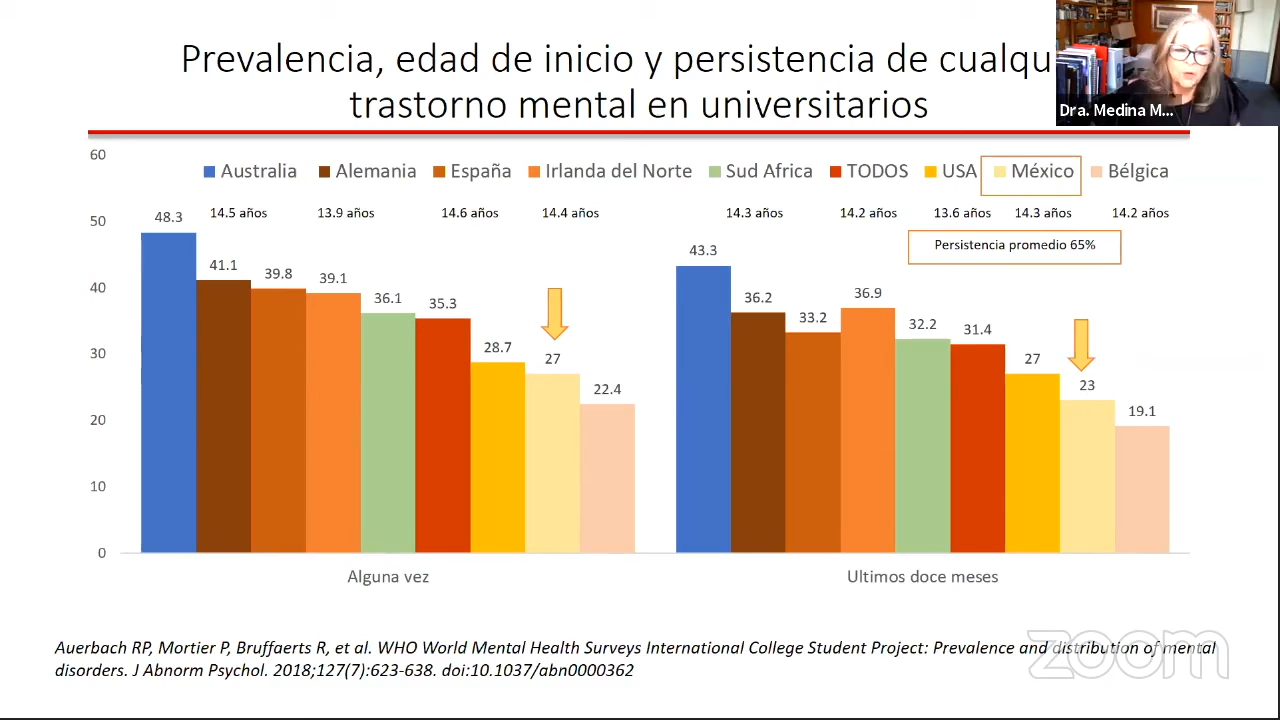 Prevalencia, edad de inicio y persistencia de cualqu
trastorno mental en universitarios
Dra. Medina M...
60
Australia Alemania España Irlanda del Norte Sud Africa TODOS USA México Bélgica
14.5 años 13.9 años 14.6 años 14.4 años 14.3 años 14.2 años 13.6 años 14.3 años 14.2 años
50
48.3
Persistencia promedio 65%
43.3
41.1
39.8
39.1
36.1
35.3
28.7
27
22.4
36.2
33.2
36.9
32.2
31.4
27
23
19.1
40
30
20
10
0
Alguna vez
Ultimos doce meses
Auerbach RP, Mortier P, Bruffaerts R, et al. WHO World Mental Health Surveys International College Student Project: Prevalence and distribution of mental
disorders. J Abnorm Psychol. 2018;127(7):623-638. doi:10.1037/abn0000362
zoom